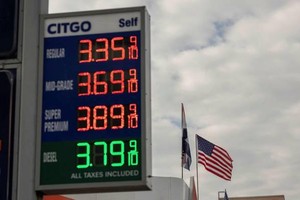 CITGO Self
REGULAR 3.35 9/10
MID-GRADE 3.69 9/10
SUPER PREMIUM 3.89 9/10
DIESEL 3.79 9/10
ALL TAXES INCLUDED